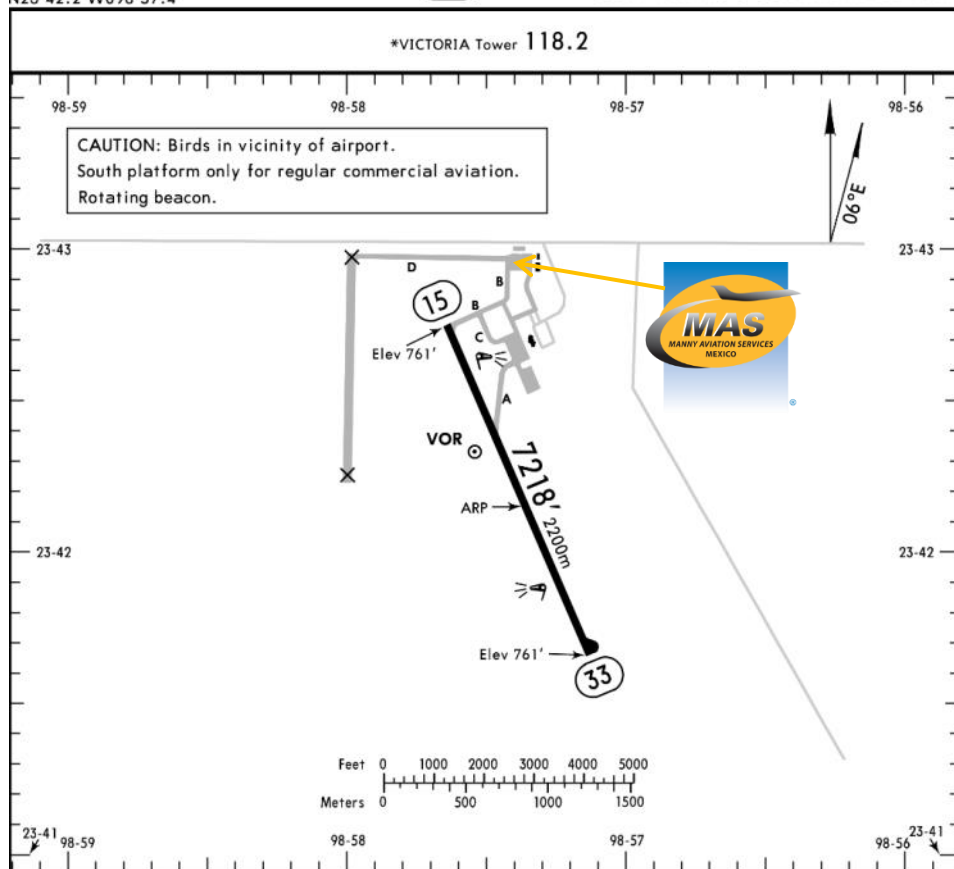 *VICTORIA Tower 118.2
98-59 98-58 98-57 98-56
CAUTION: Birds in vicinity of airport.
South platform only for regular commercial aviation.
Rotating beacon.
06°E
23-43 23-43
D
B
15
B
C
Elev 761'
MAS
MANNY AVIATION SERVICES
MEXICO
®
A
VOR
7218'
2200m
ARP
23-42 23-42
Elev 761'
33
Feet 0 1000 2000 3000 4000 5000
Meters 0 500 1000 1500
23-41 98-59 98-58 98-57 98-56 23-41